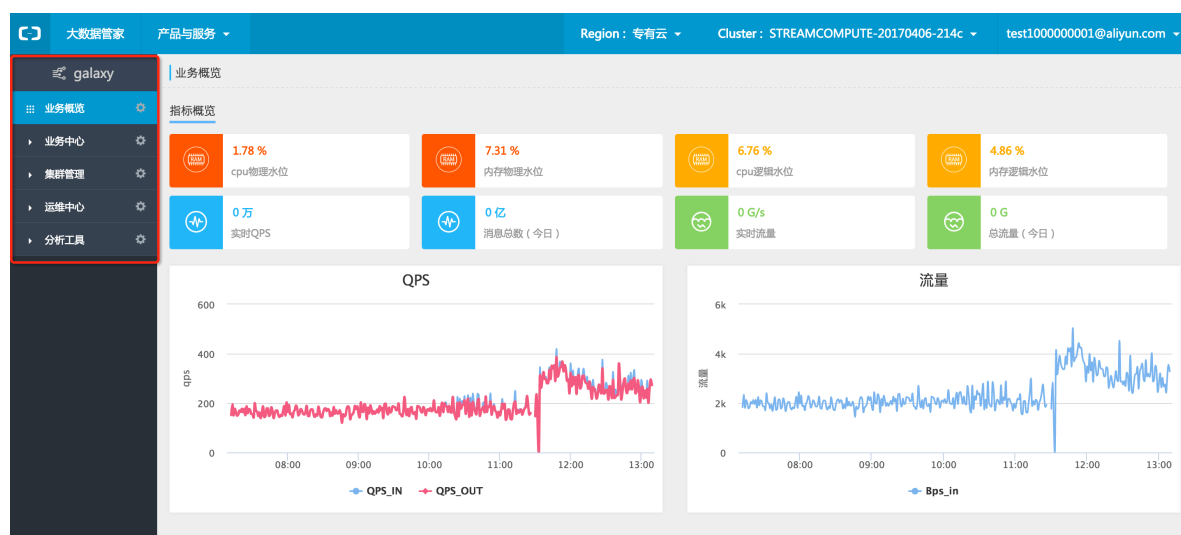 大数据管家 产品与服务 Region：专有云 Cluster：STREAMCOMPUTE-20170406-214c test1000000001@aliyun.com
galaxy
业务概览
业务中心
集群管理
运维中心
分析工具
业务概览
指标概览
RAM 1.78 % RAM 7.31 % RAM 6.76 % RAM 4.86 %
cpu物理水位 内存物理水位 cpu逻辑水位 内存逻辑水位
0 万 0 亿 0 G/s 0 G
实时QPS 消息总数（今日） 实时流量 总流量（今日）
QPS
600
400
200
0
qps
08:00 09:00 10:00 11:00 12:00 13:00
QPS_IN QPS_OUT
流量
6k
4k
2k
0
流量
08:00 09:00 10:00 11:00 12:00 13:00
Bps_in